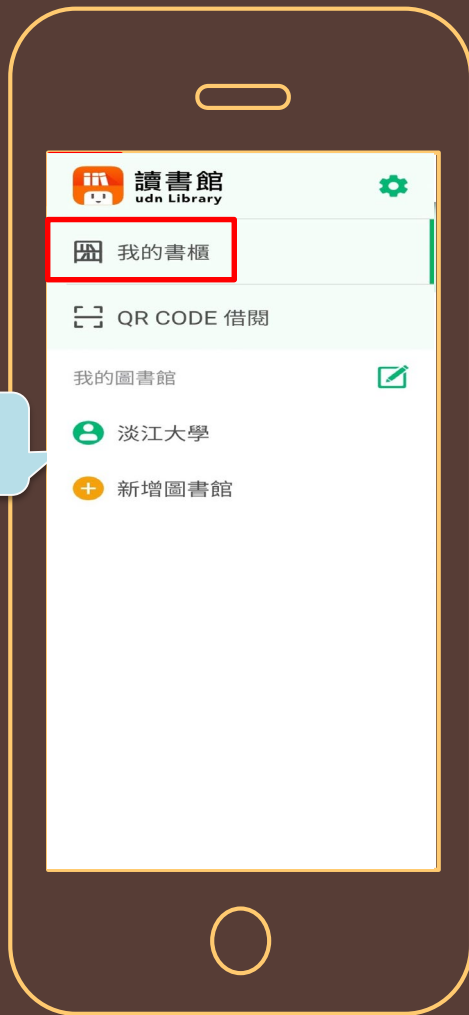 讀書館
udn Library
我的書櫃
QR CODE 借閱
我的圖書館
淡江大學
新增圖書館